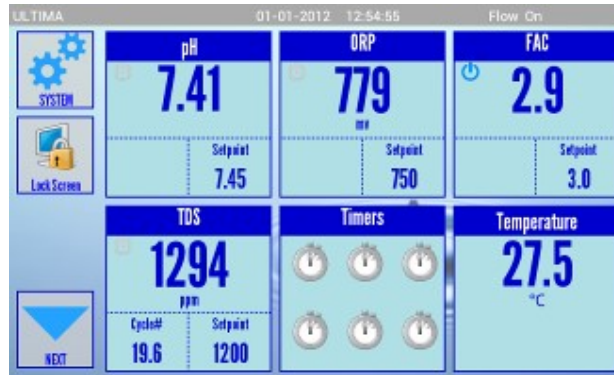 ULTIMA 01-01-2012 12:54:55 Flow On
SYSTEM
Lock Screen
NEXT
pH
7.41
Setpoint
7.45
ORP
779
mv
Setpoint
750
FAC
2.9
Setpoint
3.0
TDS
1294
ppm
Cycle# Setpoint
19.6 1200
Timers
Temperature
27.5
°C